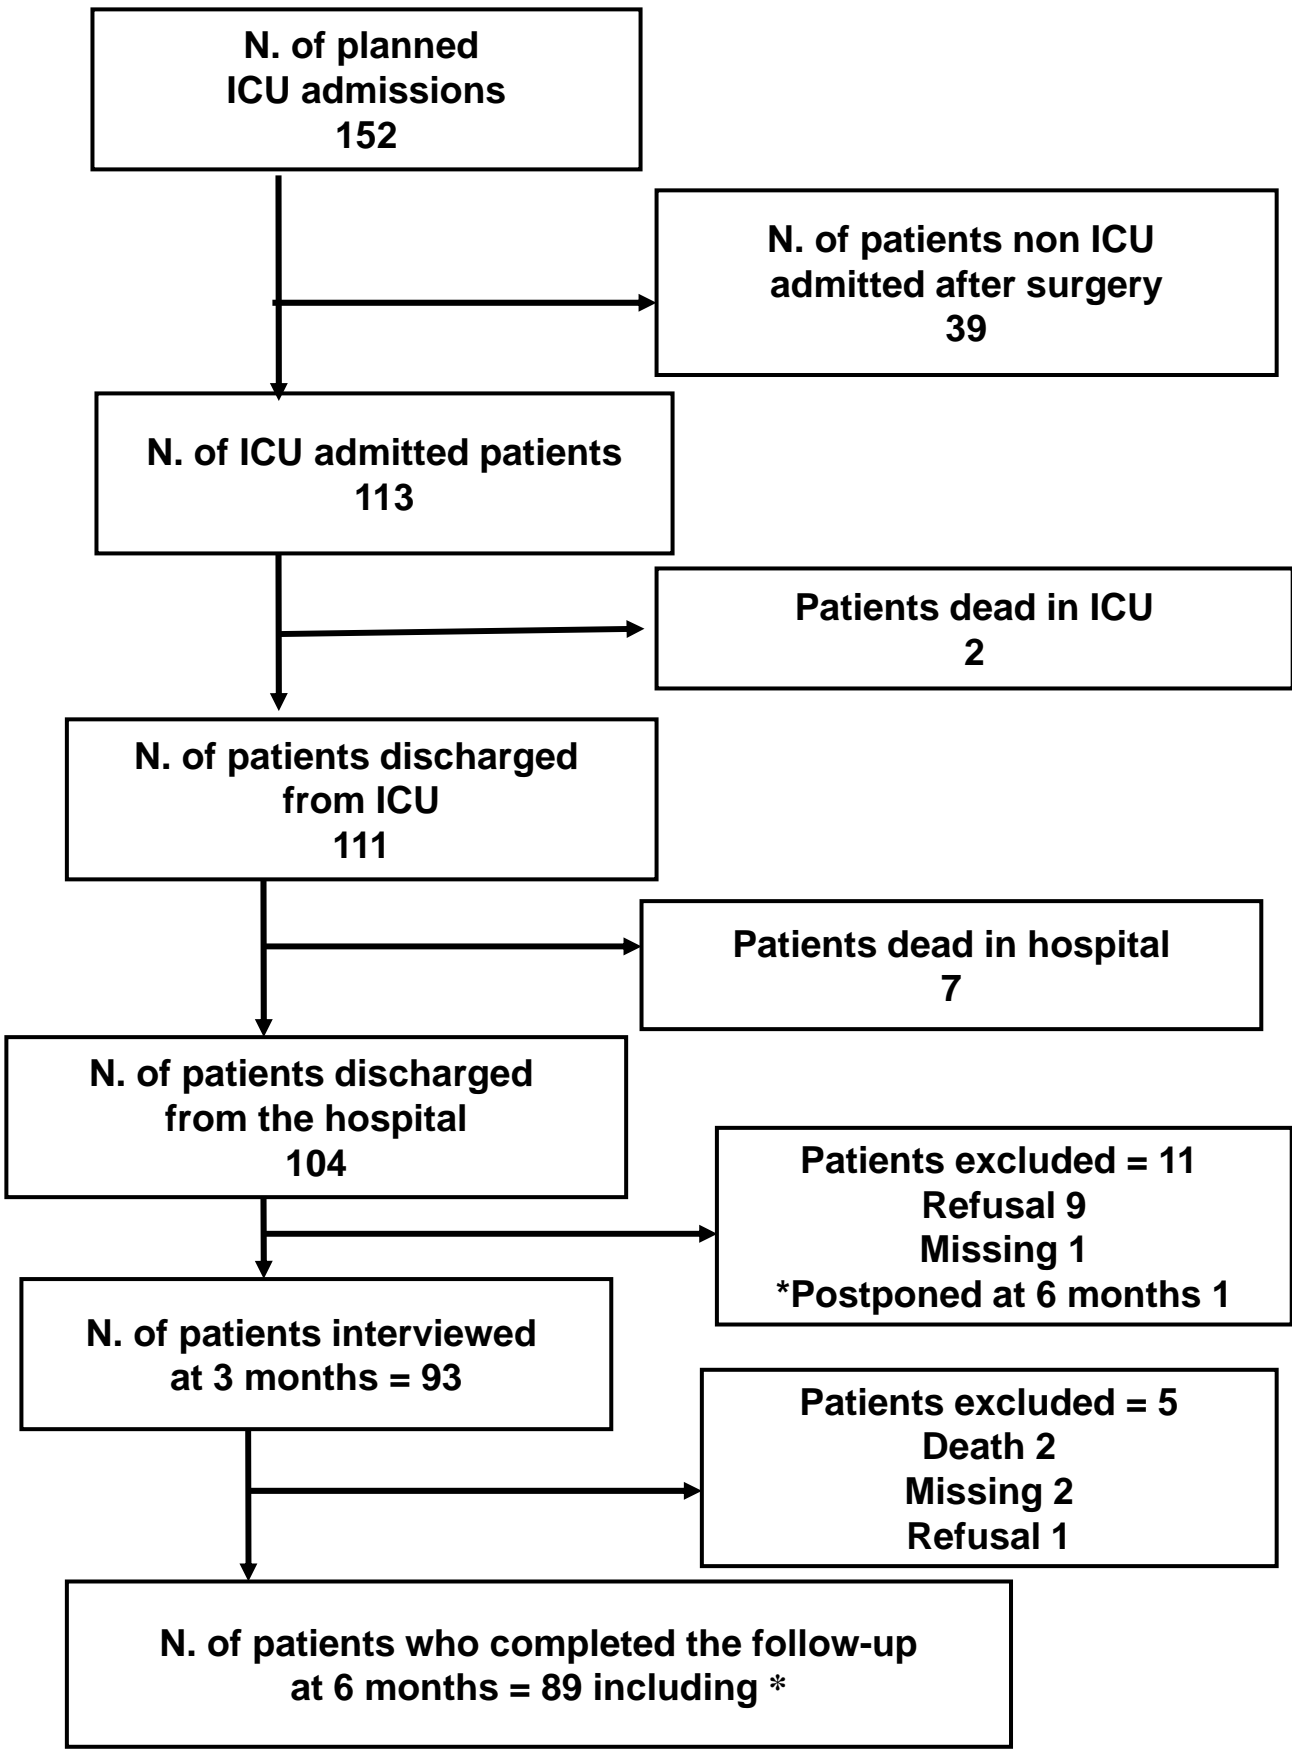 N. of planned
ICU admissions
152
N. of patients non ICU
admitted after surgery
39
N. of ICU admitted patients
113
Patients dead in ICU
2
N. of patients discharged
from ICU
111
Patients dead in hospital
7
N. of patients discharged
from the hospital
104
Patients excluded = 11
Refusal 9
Missing 1
*Postponed at 6 months 1
N. of patients interviewed
at 3 months = 93
Patients excluded = 5
Death 2
Missing 2
Refusal 1
N. of patients who completed the follow-up
at 6 months = 89 including *